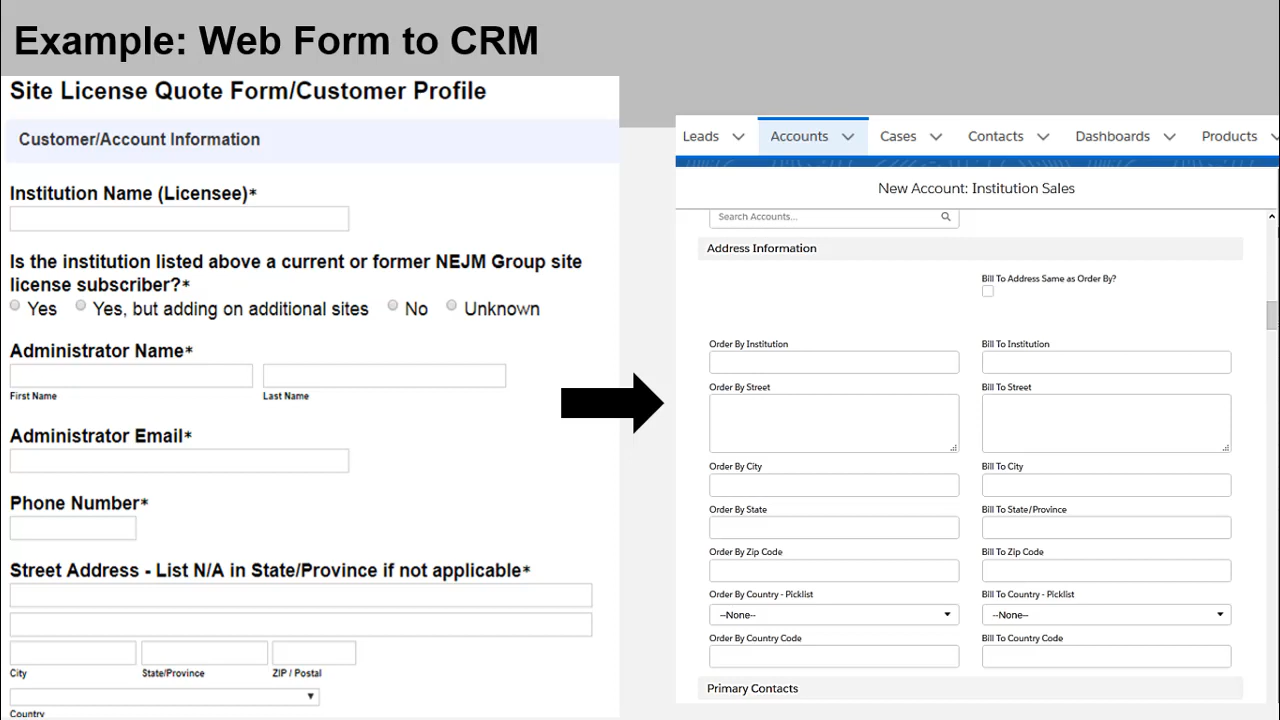 Example: Web Form to CRM
Site License Quote Form/Customer Profile
Customer/Account Information
Institution Name (Licensee)*
Is the institution listed above a current or former NEJM Group site
license subscriber?*
Yes Yes, but adding on additional sites No Unknown
Administrator Name*
First Name Last Name
Administrator Email*
Phone Number*
Street Address - List N/A in State/Province if not applicable*
City State/Province ZIP / Postal
Country
Leads Accounts Cases Contacts Dashboards Products
New Account: Institution Sales
Search Accounts...
Address Information
Bill To Address Same as Order By?
Order By Institution Bill To Institution
Order By Street Bill To Street
Order By City Bill To City
Order By State Bill To State/Province
Order By Zip Code Bill To Zip Code
Order By Country - Picklist Bill To Country - Picklist
--None-- --None--
Order By Country Code Bill To Country Code
Primary Contacts